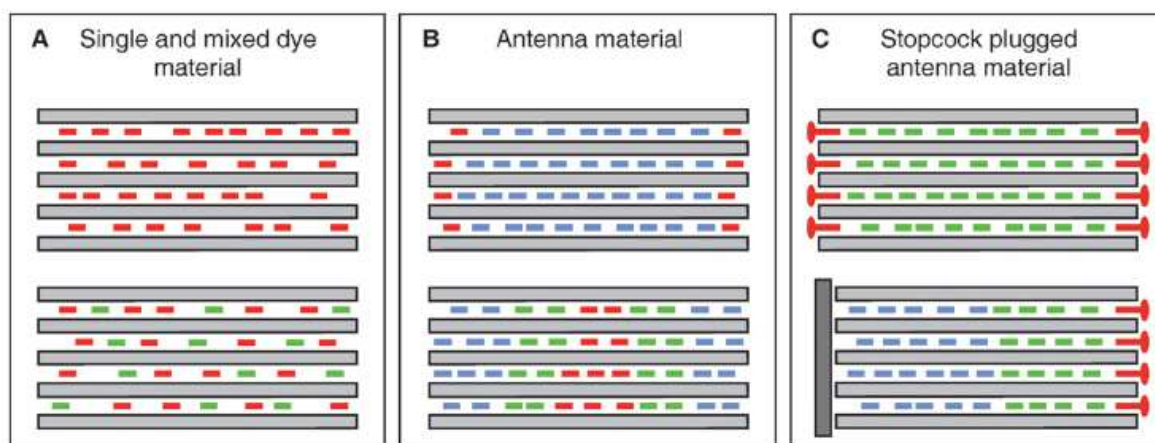 A Single and mixed dye
material
B Antenna material
C Stopcock plugged
antenna material